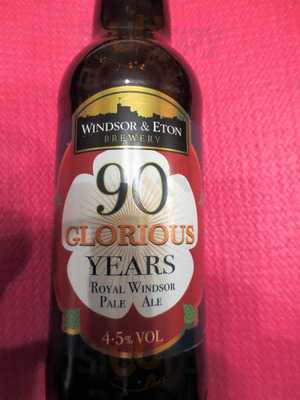 WINDSOR & ETON
BREWERY
90
GLORIOUS
YEARS
ROYAL WINDSOR
PALE ALE
4.5% VOL